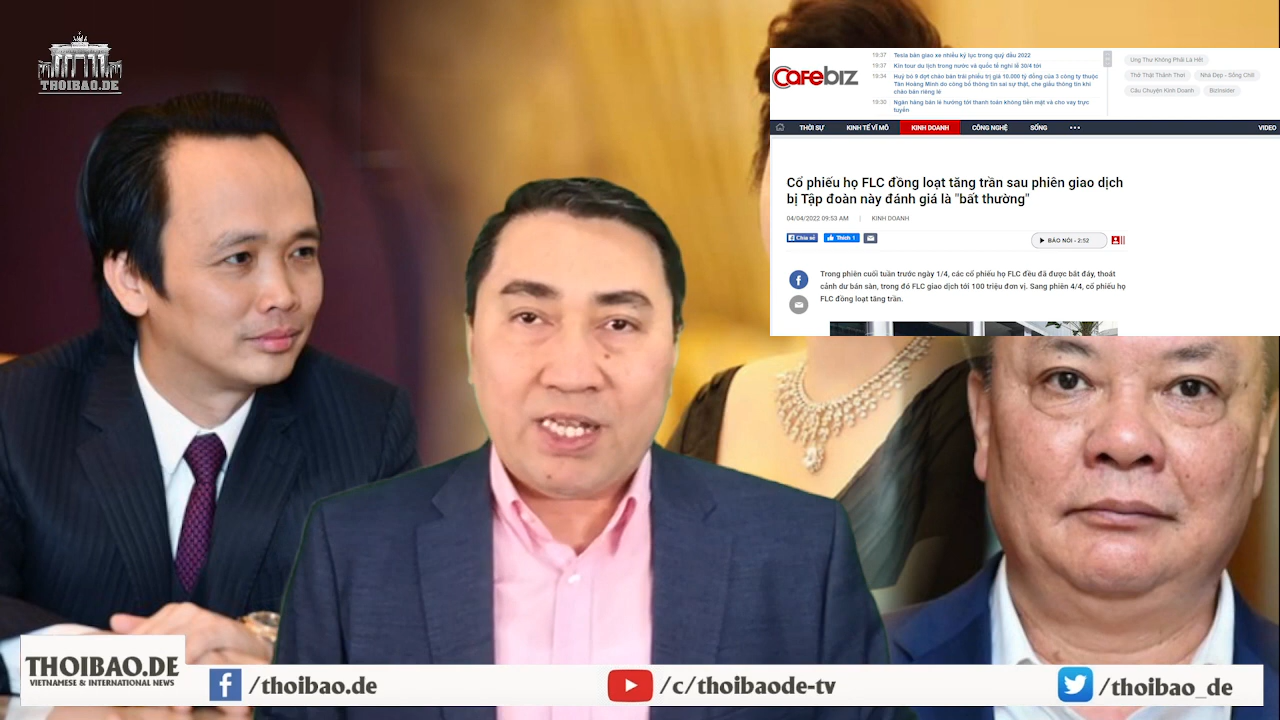 THOIBAO.DE
Cafebiz
19:37 Tesla bàn giao xe nhiều kỷ lục trong quý đầu 2022
19:37 Kín tour du lịch trong nước và quốc tế nghỉ lễ 30/4 tới
19:34 Huỷ bỏ 9 đợt chào bán trái phiếu trị giá 10.000 tỷ đồng của 3 công ty thuộc
Tân Hoàng Minh do công bố thông tin sai sự thật, che giấu thông tin khi
chào bán riêng lẻ
19:30 Ngân hàng bán lẻ hướng tới thanh toán không tiền mặt và cho vay trực
tuyến
Ung Thư Không Phải Là Hết
Thở Thật Thảnh Thơi Nhà Đẹp - Sống Chill
Câu Chuyện Kinh Doanh BizInsider
THỜI SỰ KINH TẾ VĨ MÔ KINH DOANH CÔNG NGHỆ SỐNG ••• VIDEO
Cổ phiếu họ FLC đồng loạt tăng trần sau phiên giao dịch
bị Tập đoàn này đánh giá là "bất thường"
04/04/2022 09:53 AM | KINH DOANH
Chia sẻ Thích 1 BÁO NÓI - 2:52
Trong phiên cuối tuần trước ngày 1/4, các cổ phiếu họ FLC đều đã được bắt đáy, thoát
cảnh dư bán sàn, trong đó FLC giao dịch tới 100 triệu đơn vị. Sang phiên 4/4, cổ phiếu họ
FLC đồng loạt tăng trần.
THOIBAO.DE
VIETNAMESE & INTERNATIONAL NEWS
/thoibao.de
/c/thoibaode-tv
/thoibao_de